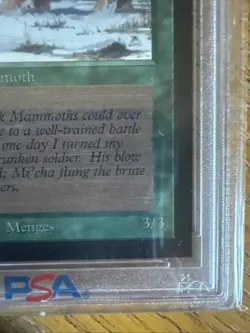 moth
k Mammoths could over
e to a well-trained battle
one day I turned my
runken soldier. His blow
d; Mi'cha flung the brute
ers.
Menges
3/3
PSA